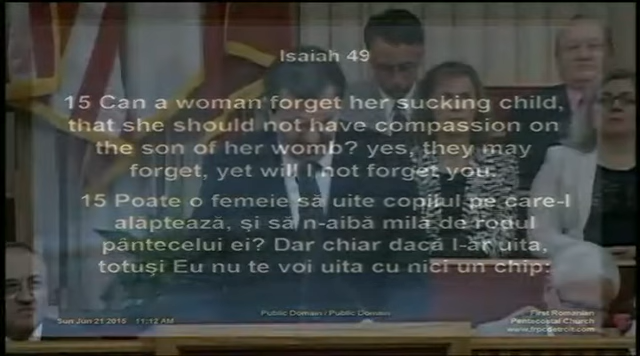 Isaiah 49
15 Can a woman forget her sucking child,
that she should not have compassion on
the son of her womb? yes, they may
forget, yet will I not forget you.
15 Poate o femeie să uite copilul pe care-l
alăptează, şi să n-aibă milă de rodul
pântecelui ei? Dar chiar dacă l-ar uita,
totuşi Eu nu te voi uita cu nici un chip:
Public Domain / Public Domain
Sun Jun 21 2015 11:12 AM
First Romanian
Pentecostal Church
www.frpcdetroit.com